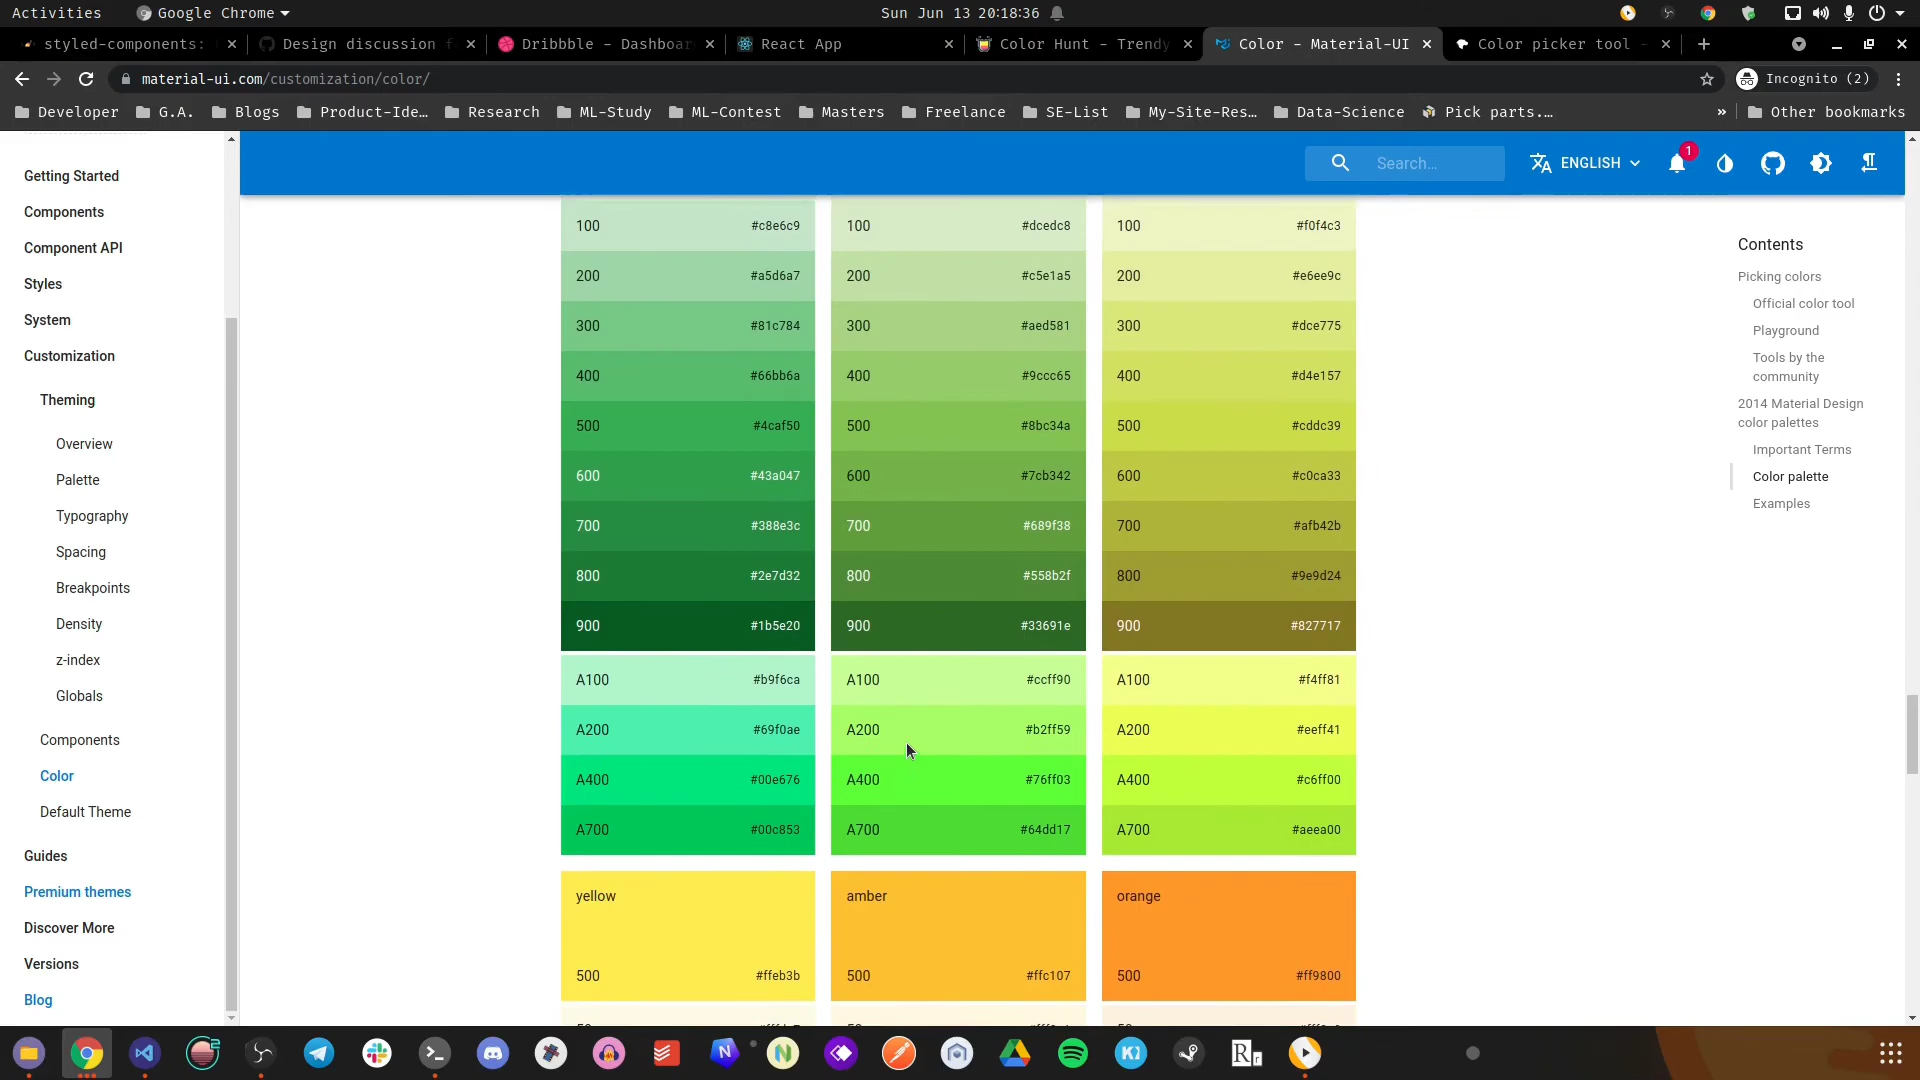 Activities
Google Chrome
Sun Jun 13 20:18:36
styled-components:
Design discussion f
Dribbble - Dashboar
React App
Color Hunt - Trendy
Color - Material-UI
Color picker tool -
material-ui.com/customization/color/
Incognito (2)
Developer
G.A.
Blogs
Product-Ide…
Research
ML-Study
ML-Contest
Masters
Freelance
SE-List
My-Site-Res…
Data-Science
Pick parts.…
»
Other bookmarks
Search…
ENGLISH
1
Getting Started
Components
Component API
Styles
System
Customization
Theming
Overview
Palette
Typography
Spacing
Breakpoints
Density
z-index
Globals
Components
Color
Default Theme
Guides
Premium themes
Discover More
Versions
Blog
100 #c8e6c9
200 #a5d6a7
300 #81c784
400 #66bb6a
500 #4caf50
600 #43a047
700 #388e3c
800 #2e7d32
900 #1b5e20
A100 #b9f6ca
A200 #69f0ae
A400 #00e676
A700 #00c853
100 #dcedc8
200 #c5e1a5
300 #aed581
400 #9ccc65
500 #8bc34a
600 #7cb342
700 #689f38
800 #558b2f
900 #33691e
A100 #ccff90
A200 #b2ff59
A400 #76ff03
A700 #64dd17
100 #f0f4c3
200 #e6ee9c
300 #dce775
400 #d4e157
500 #cddc39
600 #c0ca33
700 #afb42b
800 #9e9d24
900 #827717
A100 #f4ff81
A200 #eeff41
A400 #c6ff00
A700 #aeea00
yellow
500 #ffeb3b
amber
500 #ffc107
orange
500 #ff9800
Contents
Picking colors
Official color tool
Playground
Tools by the
community
2014 Material Design
color palettes
Important Terms
Color palette
Examples